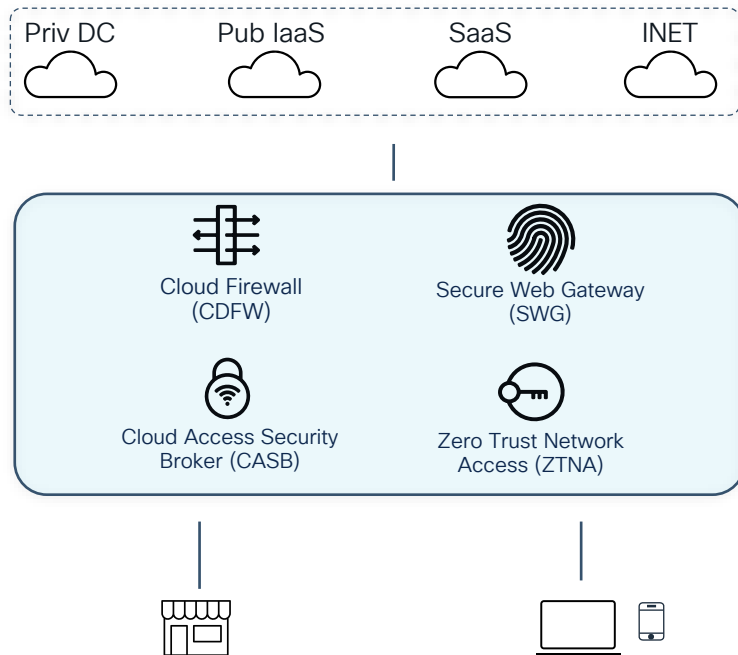 Priv DC
Pub IaaS
SaaS
INET
Cloud Firewall
(CDFW)
Secure Web Gateway
(SWG)
Cloud Access Security
Broker (CASB)
Zero Trust Network
Access (ZTNA)